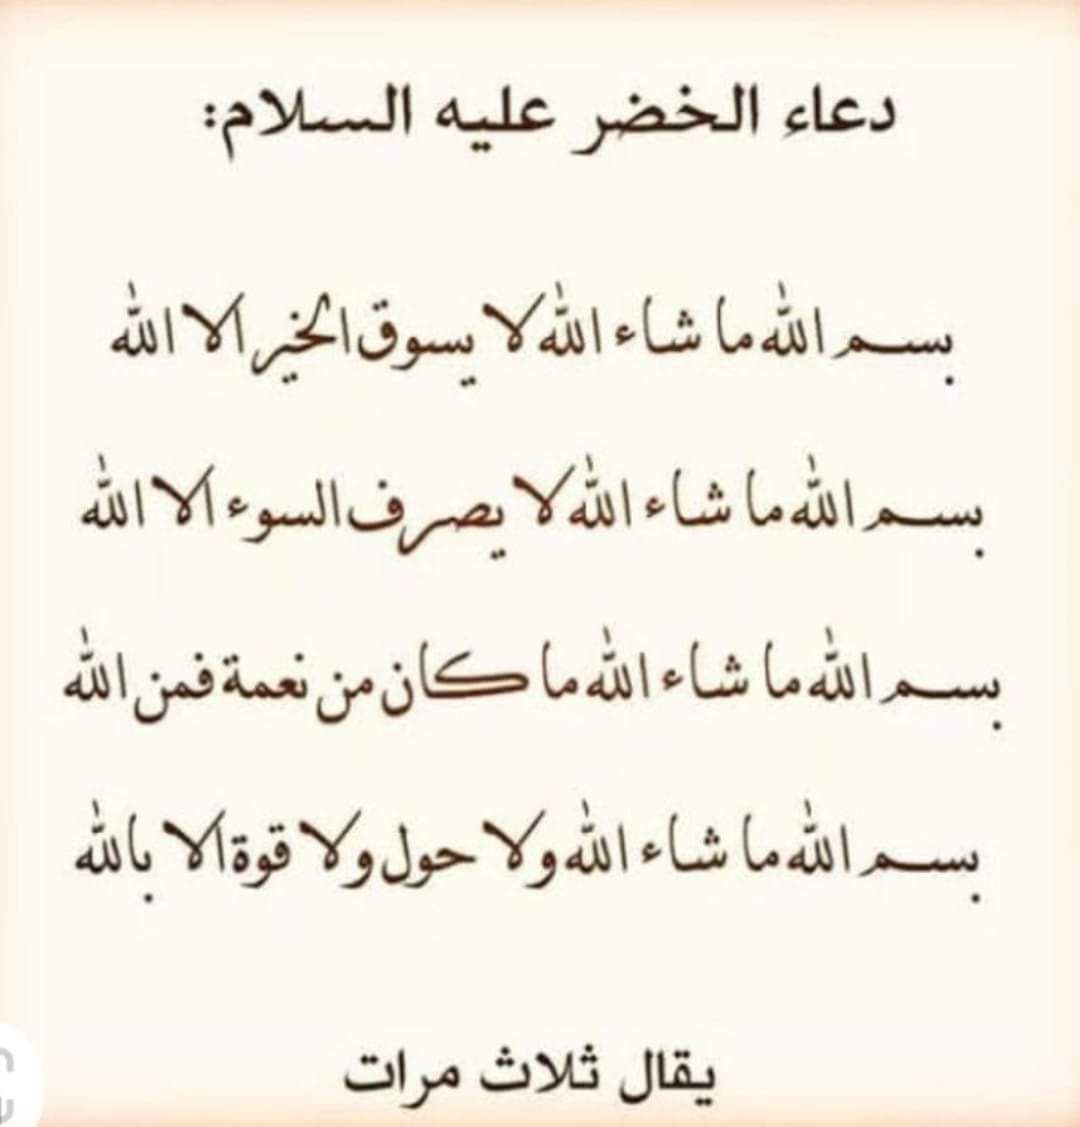 دعاء الخضر عليه السلام:
بسم الله ما شاء الله لا يسوق الخير الا الله
بسم الله ما شاء الله لا يصرف السوء الا الله
بسم الله ما شاء الله ما كان من نعمة فمن الله
بسم الله ما شاء الله ولا حول ولا قوة الا بالله
يقال ثلاث مرات